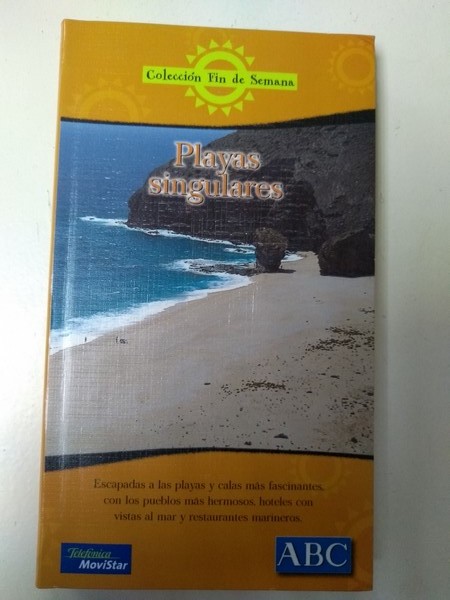 Colección Fin de Semana
Playas
singulares
Escapadas a las playas y calas más fascinantes,
con los pueblos más hermosos, hoteles con
vistas al mar y restaurantes marineros.
Telefónica
MoviStar
ABC